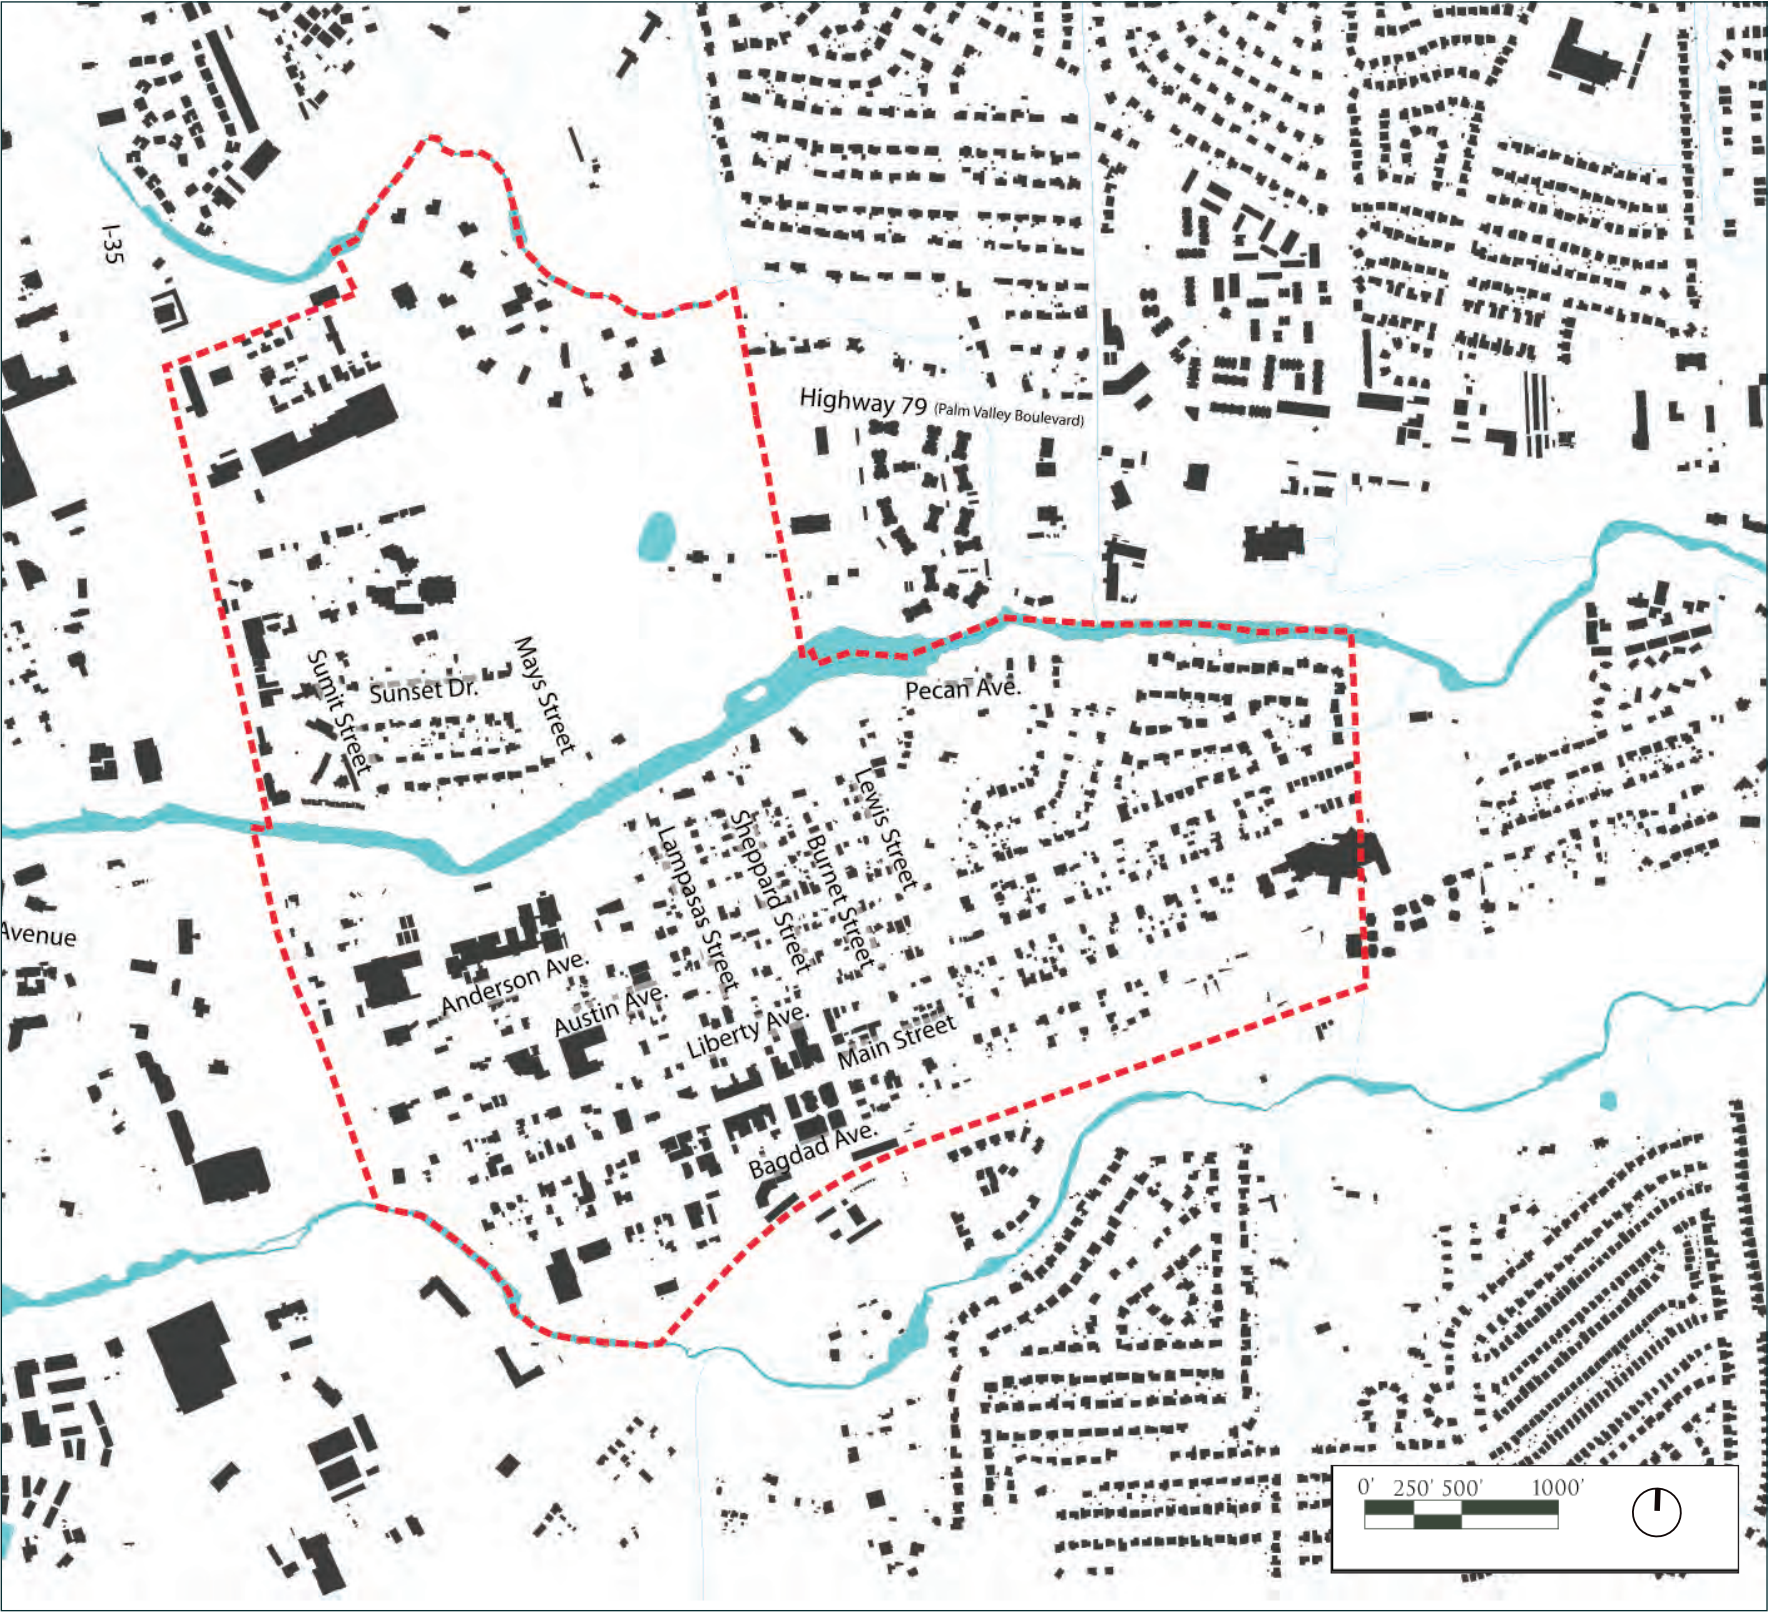 I-35
Highway 79 (Palm Valley Boulevard)
Sumit Street
Sunset Dr.
Mays Street
Pecan Ave.
Lewis Street
Sheppard Street
Lampasas Street
Burnet Street
Avenue
Anderson Ave.
Austin Ave.
Liberty Ave.
Main Street
Bagdad Ave.
0' 250' 500' 1000'